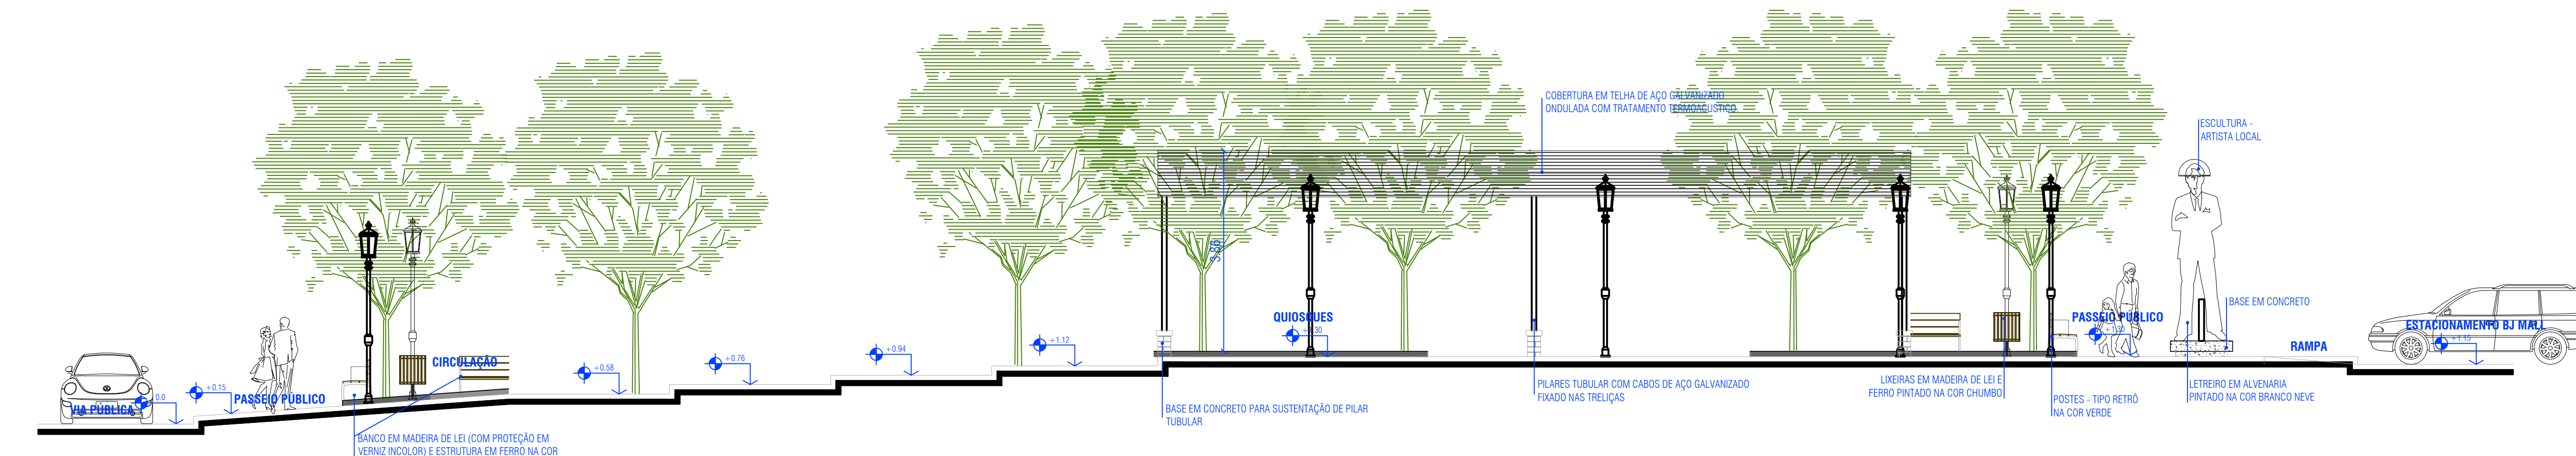 COBERTURA EM TELHA DE AÇO GALVANIZADO
ONDULADA COM TRATAMENTO TERMOACUSTICO.
ESCULTURA -
ARTISTA LOCAL
3.86
BASE EM CONCRETO
QUIOSQUES
PASSEIO PÚBLICO
ESTACIONAMENTO BJ MALL
+1.30
+1.30
+1.15
+1.12
RAMPA
+0.94
+0.76
+0.58
CIRCULAÇÃO
+0.15
0.0
VIA PÚBLICA
PASSEIO PÚBLICO
PILARES TUBULAR COM CABOS DE AÇO GALVANIZADO
FIXADO NAS TRELIÇAS
LIXEIRAS EM MADEIRA DE LEI E
FERRO PINTADO NA COR CHUMBO
POSTES - TIPO RETRÔ
NA COR VERDE
LETREIRO EM ALVENARIA
PINTADO NA COR BRANCO NEVE
BASE EM CONCRETO PARA SUSTENTAÇÃO DE PILAR
TUBULAR
BANCO EM MADEIRA DE LEI (COM PROTEÇÃO EM
VERNIZ INCOLOR) E ESTRUTURA EM FERRO NA COR